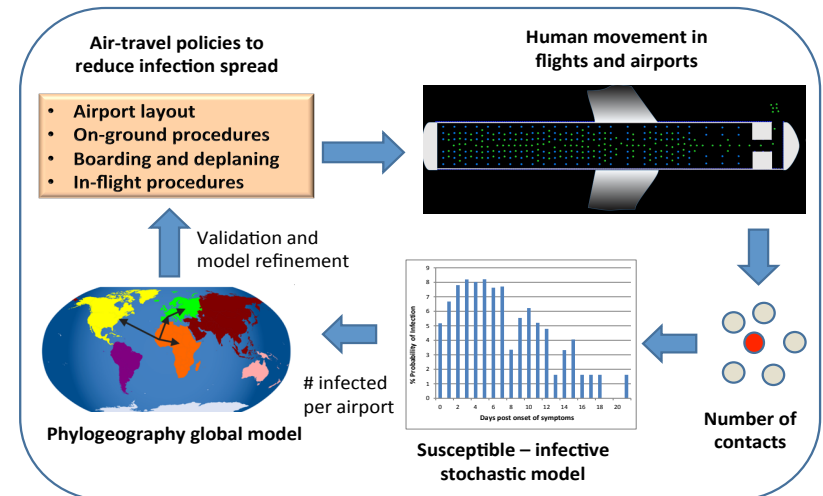 Air-travel policies to
reduce infection spread
• Airport layout
• On-ground procedures
• Boarding and deplaning
• In-flight procedures
Human movement in
flights and airports
Validation and
model refinement
# infected
per airport
Phylogeography global model
% Probability of Infection
9
8
7
6
5
4
3
2
1
0
0 2 4 6 8 10 12 14 16 18 20
Days post onset of symptoms
Susceptible – infective
stochastic model
Number of
contacts